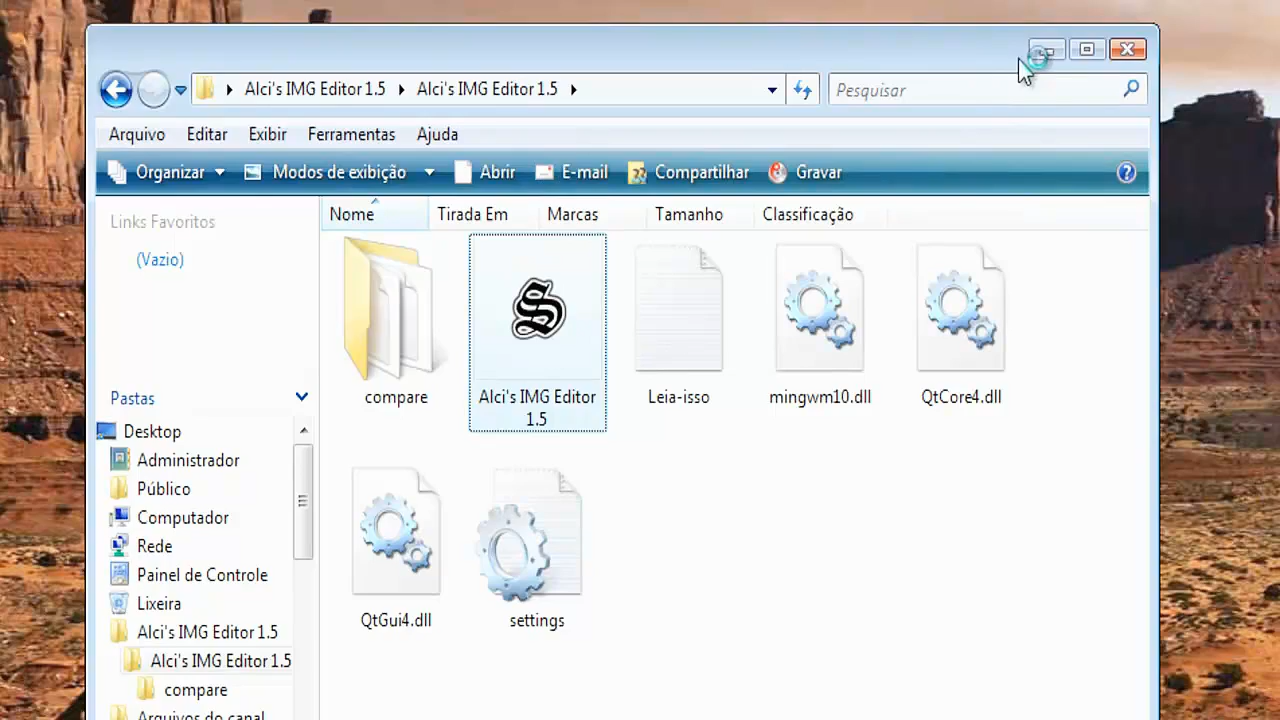 Alci's IMG Editor 1.5 Alci's IMG Editor 1.5
Pesquisar
Arquivo Editar Exibir Ferramentas Ajuda
Organizar Modos de exibição Abrir E-mail Compartilhar Gravar
Links Favoritos
(Vazio)
Nome Tirada Em Marcas Tamanho Classificação
compare
Alci's IMG Editor
1.5
Leia-isso
mingwm10.dll
QtCore4.dll
QtGui4.dll
settings
Pastas
Desktop
Administrador
Público
Computador
Rede
Painel de Controle
Lixeira
Alci's IMG Editor 1.5
Alci's IMG Editor 1.5
compare
Arquivos do canal